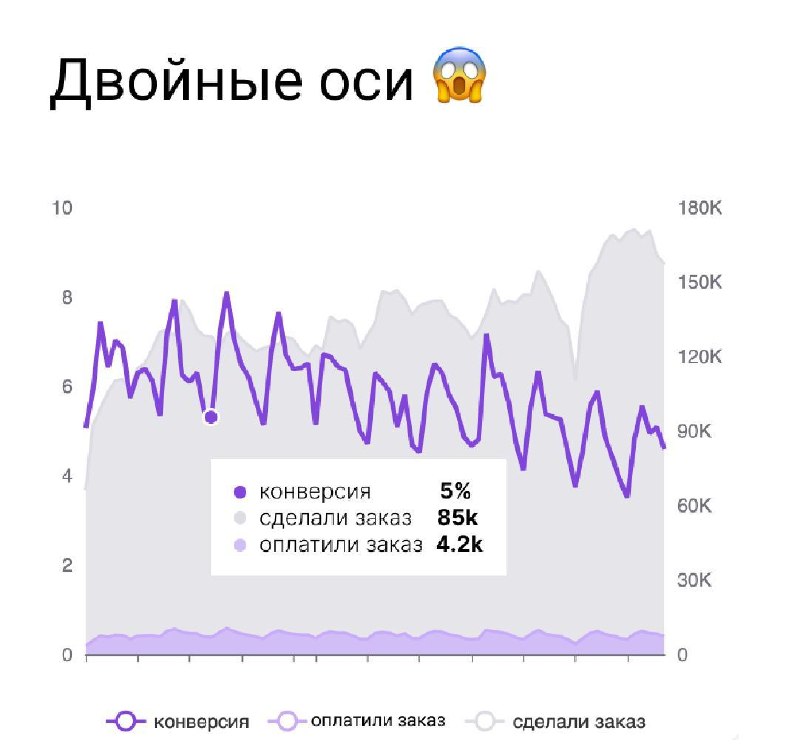 Двойные оси 😱
10 180K
8 150K
120K
6
90K
4
60K
2
30K
0 0
конверсия 5%
сделали заказ 85k
оплатили заказ 4.2k
конверсия оплатили заказ сделали заказ